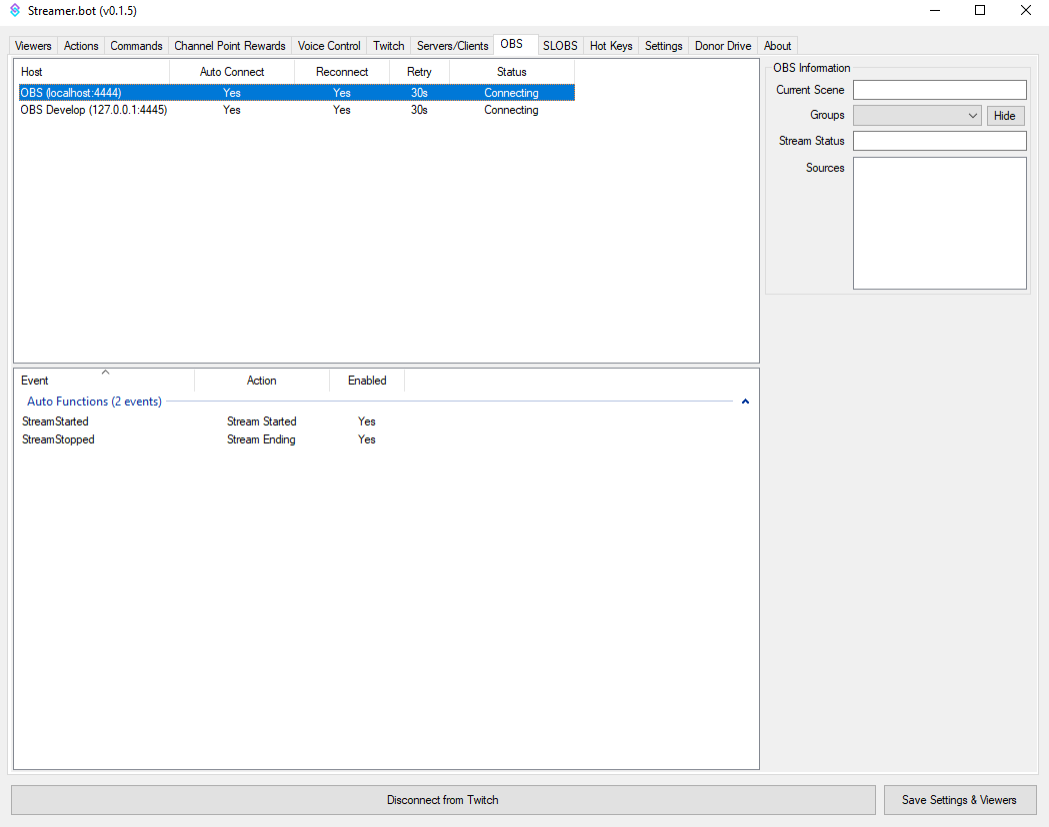 Streamer.bot (v0.1.5)
Viewers Actions Commands Channel Point Rewards Voice Control Twitch Servers/Clients OBS SLOBS Hot Keys Settings Donor Drive About
Host Auto Connect Reconnect Retry Status
OBS (localhost:4444) Yes Yes 30s Connecting
OBS Develop (127.0.0.1:4445) Yes Yes 30s Connecting
OBS Information
Current Scene
Groups Hide
Stream Status
Sources
Event Action Enabled
Auto Functions (2 events)
StreamStarted Stream Started Yes
StreamStopped Stream Ending Yes
Disconnect from Twitch Save Settings & Viewers